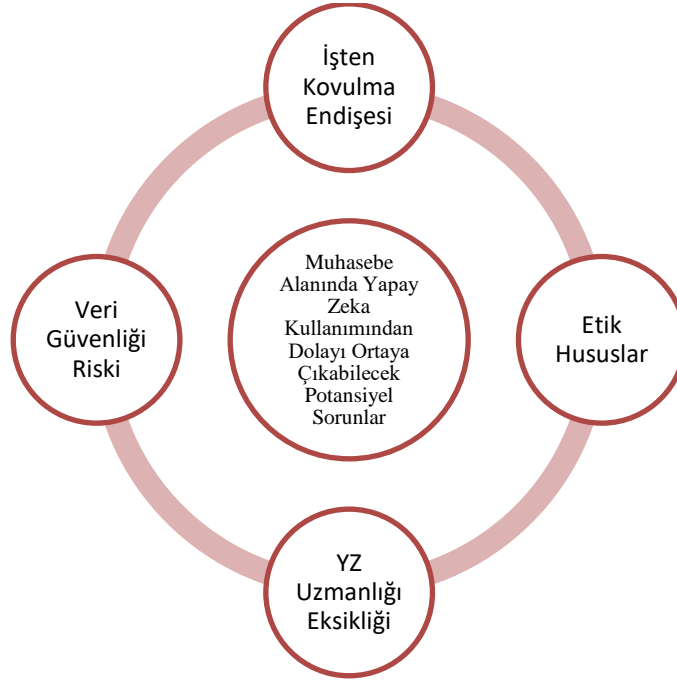 İşten
Kovulma
Endişesi
Muhasebe
Alanında Yapay
Zeka
Kullanımından
Dolayı Ortaya
Çıkabilecek
Potansiyel
Sorunlar
Veri
Güvenliği
Riski
Etik
Hususlar
YZ
Uzmanlığı
Eksikliği